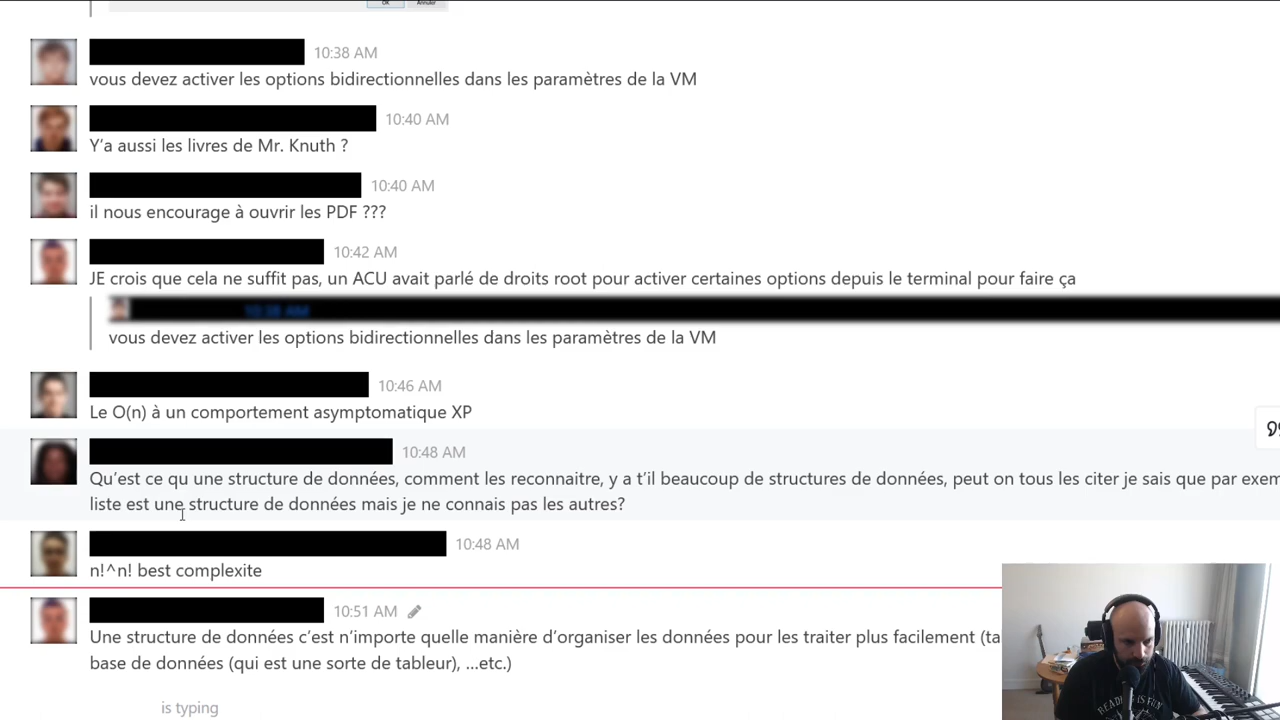 OK Annuler
10:38 AM
vous devez activer les options bidirectionnelles dans les paramètres de la VM
10:40 AM
Y'a aussi les livres de Mr. Knuth ?
10:40 AM
il nous encourage à ouvrir les PDF ???
10:42 AM
JE crois que cela ne suffit pas, un ACU avait parlé de droits root pour activer certaines options depuis le terminal pour faire ça
10:38 AM
vous devez activer les options bidirectionnelles dans les paramètres de la VM
10:46 AM
Le O(n) à un comportement asymptomatique XP
10:48 AM
Qu'est ce qu une structure de données, comment les reconnaitre, y a t'il beaucoup de structures de données, peut on tous les citer je sais que par exem
liste est une structure de données mais je ne connais pas les autres?
10:48 AM
n!^n! best complexite
10:51 AM
Une structure de données c'est n'importe quelle manière d'organiser les données pour les traiter plus facilement (ta
base de données (qui est une sorte de tableur), ...etc.)
is typing